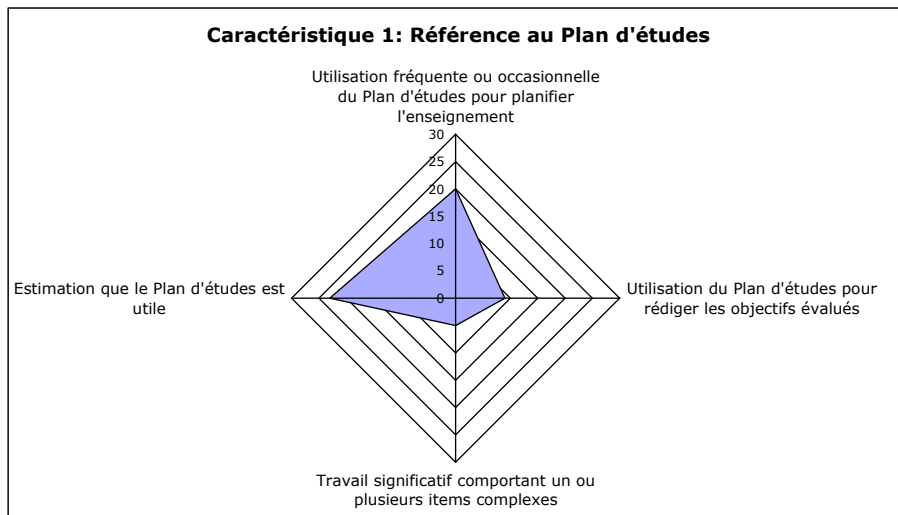 Caractéristique 1: Référence au Plan d'études
Utilisation fréquente ou occasionnelle
du Plan d'études pour planifier
l'enseignement
30
25
20
15
10
5
0
Estimation que le Plan d'études est
utile
Utilisation du Plan d'études pour
rédiger les objectifs évalués
Travail significatif comportant un ou
plusieurs items complexes